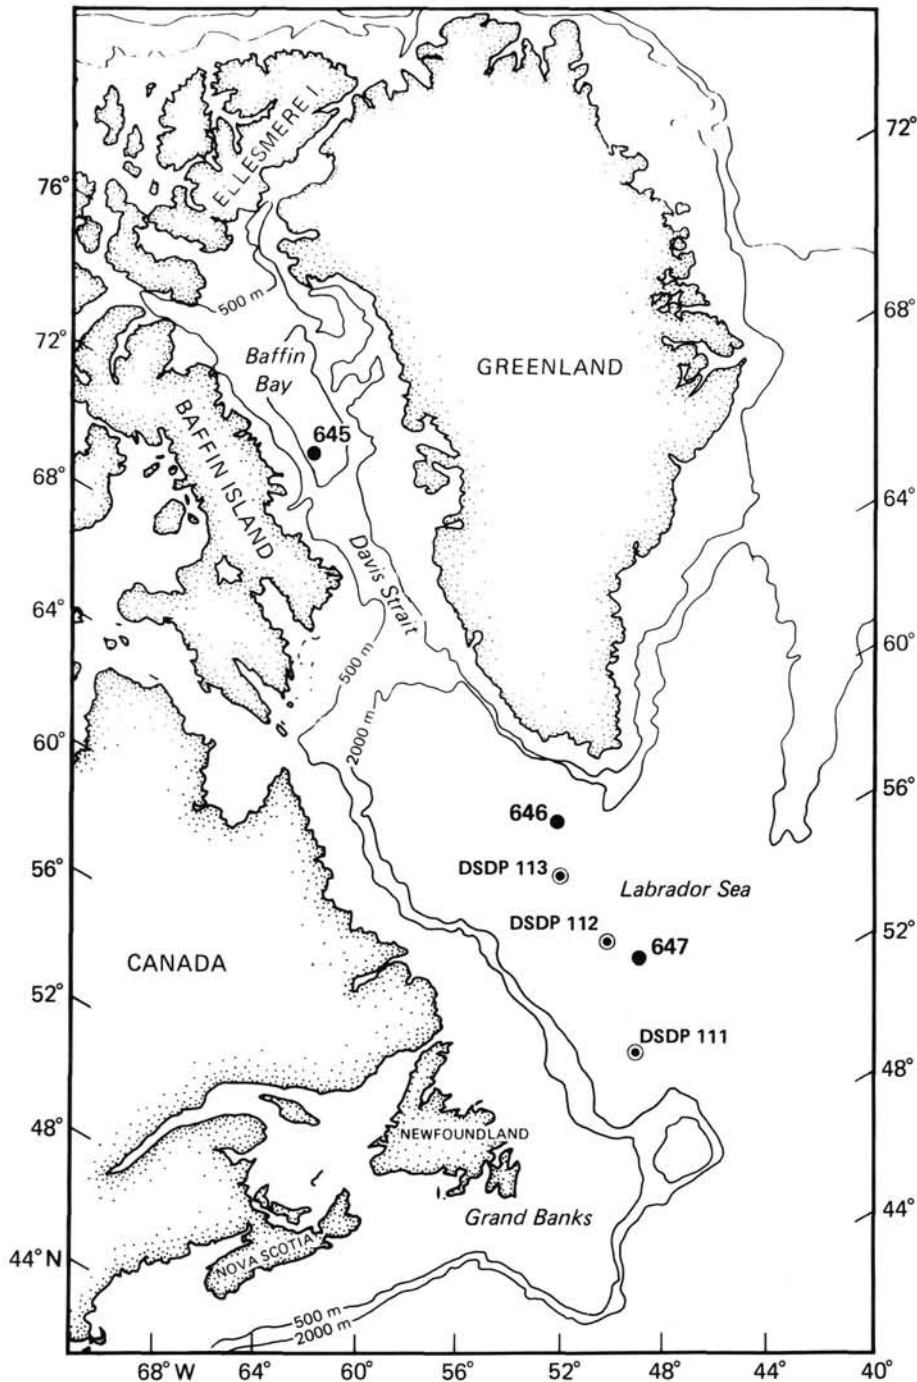 ELLESMERE I.
72°
76°
500 m
68°
72°
Baffin
Bay
GREENLAND
BAFFIN ISLAND
645
68°
64°
Davis Strait
64°
60°
500 m
2000 m
60°
56°
646
DSDP 113
56°
Labrador Sea
DSDP 112
52°
647
CANADA
52°
DSDP 111
48°
48°
NEWFOUNDLAND
44°
Grand Banks
NOVA SCOTIA
44°N
500 m
2000 m
68° W
64°
60°
56°
52°
48°
44°
40°